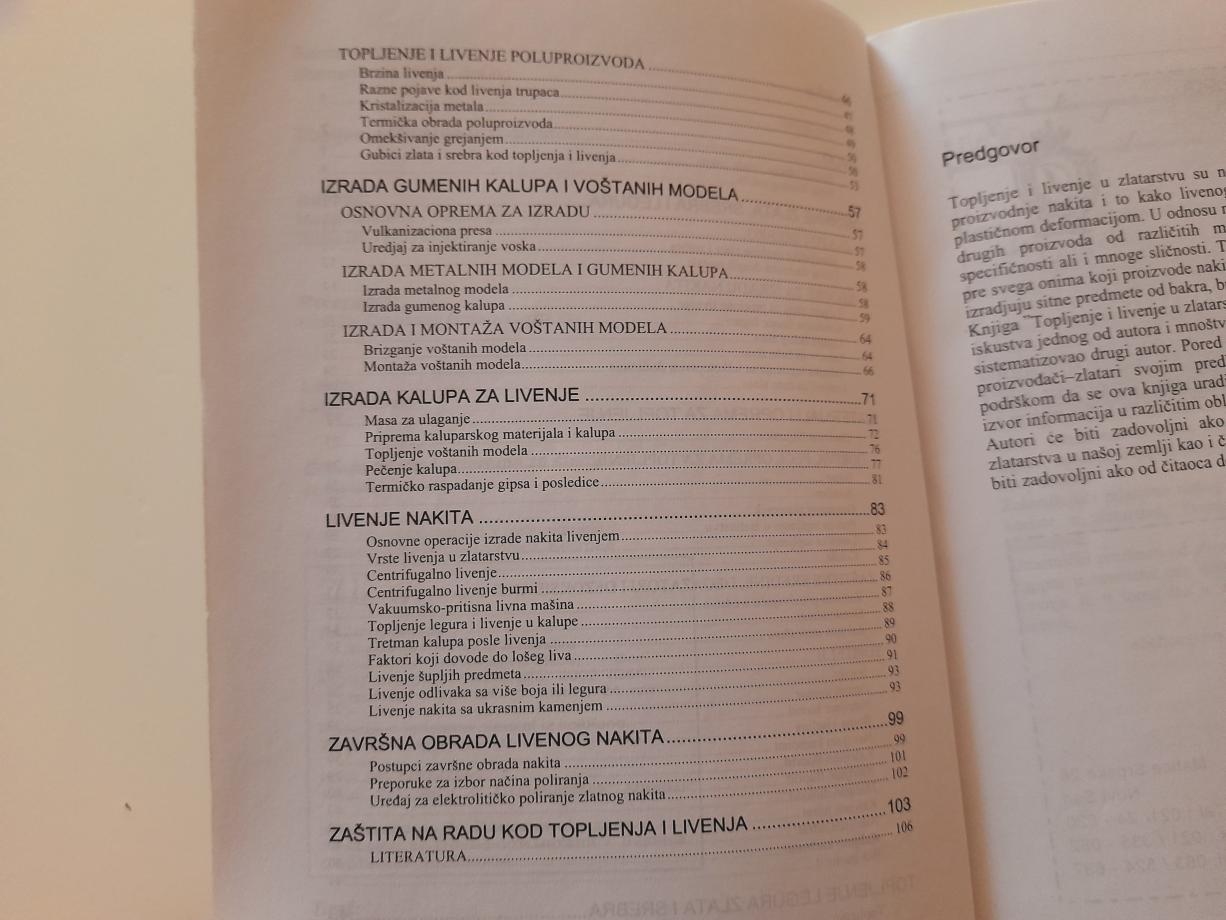 TOPLJENJE I LIVENJE POLUPROIZVODA
Brzina livenja
Razne pojave kod livenja trupaca
Kristalizacija metala
Termička obrada poluproizvoda
Omekšivanje grejanjem
Gubici zlata i srebra kod topljenja i livenja
IZRADA GUMENIH KALUPA I VOŠTANIH MODELA 57
OSNOVNA OPREMA ZA IZRADU 57
Vulkanizaciona presa 57
Uredjaj za injektiranje voska 58
IZRADA METALNIH MODELA I GUMENIH KALUPA 58
Izrada metalnog modela 58
Izrada gumenog kalupa 59
IZRADA I MONTAŽA VOŠTANIH MODELA 64
Brizganje voštanih modela 64
Montaža voštanih modela 66
IZRADA KALUPA ZA LIVENJE 71
Masa za ulaganje 71
Priprema kaluparskog materijala i kalupa 72
Topljenje voštanih modela 76
Pečenje kalupa 77
Termičko raspadanje gipsa i posledice 81
LIVENJE NAKITA 83
Osnovne operacije izrade nakita livenjem 83
Vrste livenja u zlatarstvu 84
Centrifugalno livenje 85
Centrifugalno livenje burmi 86
Vakuumsko-pritisna livna mašina 87
Topljenje legura i livenje u kalupe 88
Tretman kalupa posle livenja 89
Faktori koji dovode do lošeg liva 90
Livenje šupljih predmeta 91
Livenje odlivaka sa više boja ili legura 93
Livenje nakita sa ukrasnim kamenjem 93
ZAVRŠNA OBRADA LIVENOG NAKITA 99
Postupci završne obrada nakita 99
Preporuke za izbor načina poliranja 101
Uređaj za elektrolitičko poliranje zlatnog nakita 102
ZAŠTITA NA RADU KOD TOPLJENJA I LIVENJA 103
LITERATURA 106
Predgovor
Topljenje i livenje u zlatarstvu su
proizvodnje nakita i to kako livenog
plastičnom deformacijom. U odnosu
drugih proizvoda od različitih
specifičnosti ali i mnoge sličnosti.
pre svega onima koji proizvode
izradjuju sitne predmete od bakra,
Knjiga "Topljenje i livenje u
iskustva jednog od autora i
sistematizovao drugi autor. Pored
proizvođači–zlatari svojim
podrškom da se ova knjiga
izvor informacija u različitim
Autori će biti zadovoljni ako
zlatarstva u našoj zemlji kao i
biti zadovoljni ako od čitaoca